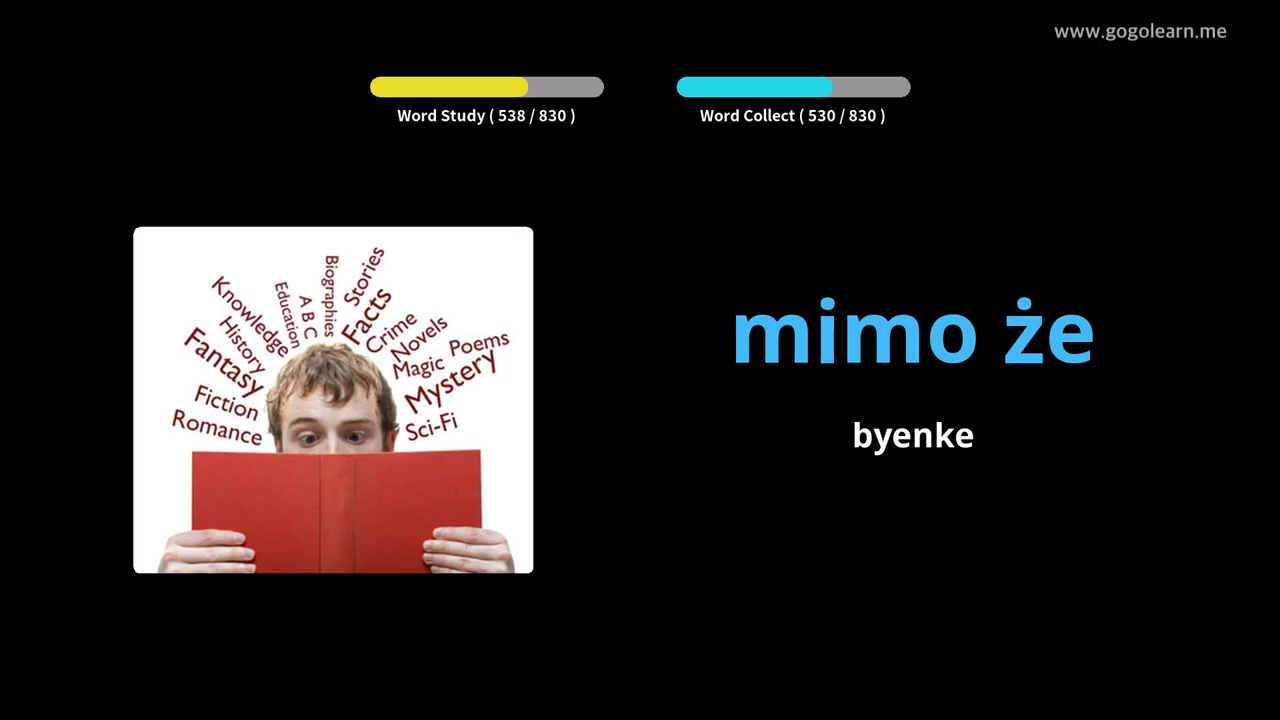 www.gogolearn.me
Word Study ( 538 / 830 )
Word Collect ( 530 / 830 )
Biographies
Stories
Knowledge
Education
A B C
Facts
History
Crime
Novels
Fantasy
Magic
Poems
Fiction
Mystery
Romance
Sci-Fi
mimo że
byenke